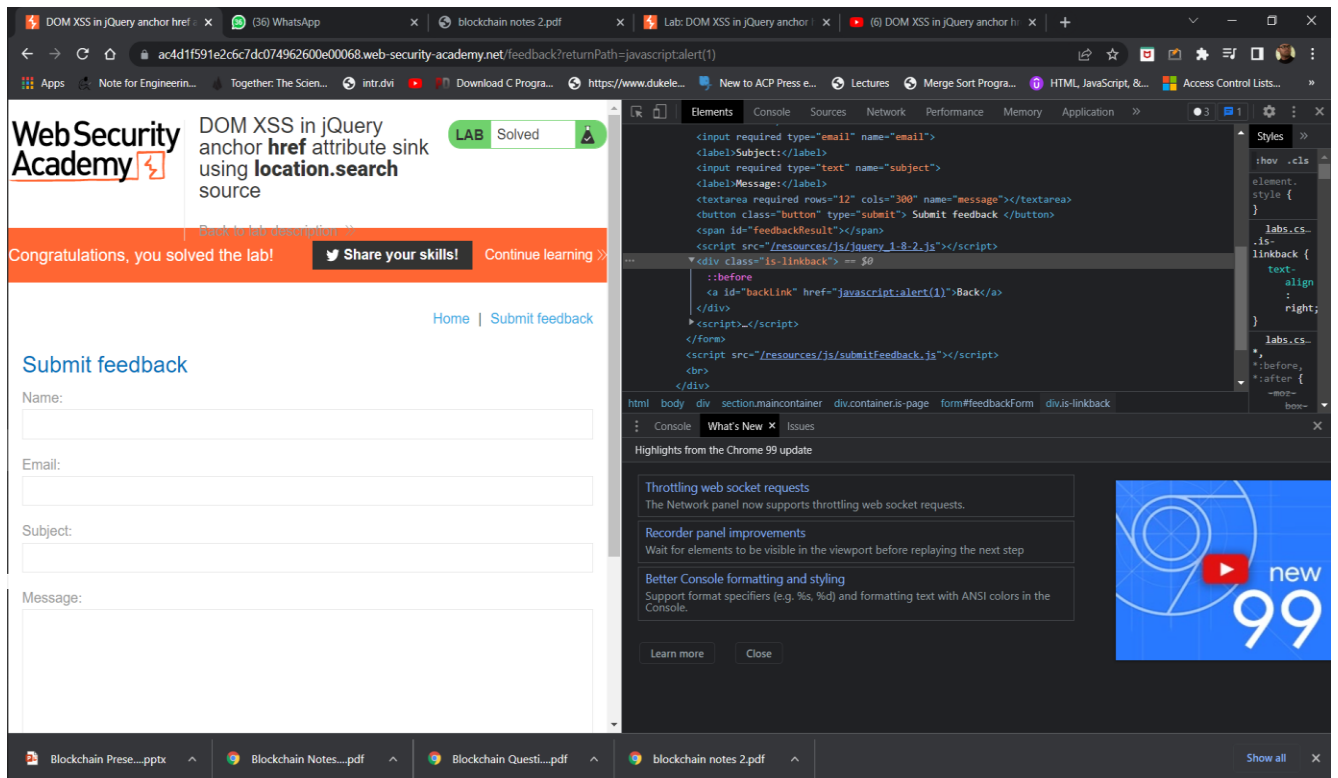 DOM XSS in jQuery anchor href a
(36) WhatsApp
blockchain notes 2.pdf
Lab: DOM XSS in jQuery anchor h
(6) DOM XSS in jQuery anchor hr
ac4d1f591e2c6c7dc074962600e00068.web-security-academy.net/feedback?returnPath=javascript:alert(1)
Apps
Note for Engineerin...
Together: The Scien...
intr.dvi
Download C Progra...
https://www.dukele...
New to ACP Press e...
Lectures
Merge Sort Progra...
HTML, JavaScript, &...
Access Control Lists...
»
Web Security
Academy
DOM XSS in jQuery
anchor href attribute sink
using location.search
source
LAB Solved
Back to lab description »
Congratulations, you solved the lab!
Share your skills!
Continue learning »
Home | Submit feedback
Submit feedback
Name:
Email:
Subject:
Message:
Elements Console Sources Network Performance Memory Application » 3 1
<input required type="email" name="email">
<label>Subject:</label>
<input required type="text" name="subject">
<label>Message:</label>
<textarea required rows="12" cols="300" name="message"></textarea>
<button class="button" type="submit"> Submit feedback </button>
<span id="feedbackResult"></span>
<script src="/resources/js/jquery_1-8-2.js"></script>
<div class="is-linkback"> == $0
::before
<a id="backLink" href="javascript:alert(1)">Back</a>
</div>
<script>…</script>
</form>
<script src="/resources/js/submitFeedback.js"></script>
<br>
</div>
html body div section.maincontainer div.container.is-page form#feedbackForm div.is-linkback
Styles »
:hov .cls
element.
style {
}
labs.cs…
.is-
linkback {
text-
align
:
right;
}
labs.cs…
*,
*:before,
*:after {
-moz-
box-
Console What's New × Issues
Highlights from the Chrome 99 update
Throttling web socket requests
The Network panel now supports throttling web socket requests.
Recorder panel improvements
Wait for elements to be visible in the viewport before replaying the next step
Better Console formatting and styling
Support format specifiers (e.g. %s, %d) and formatting text with ANSI colors in the
Console.
Learn more
Close
new
99
Blockchain Prese....pptx
Blockchain Notes....pdf
Blockchain Questi....pdf
blockchain notes 2.pdf
Show all